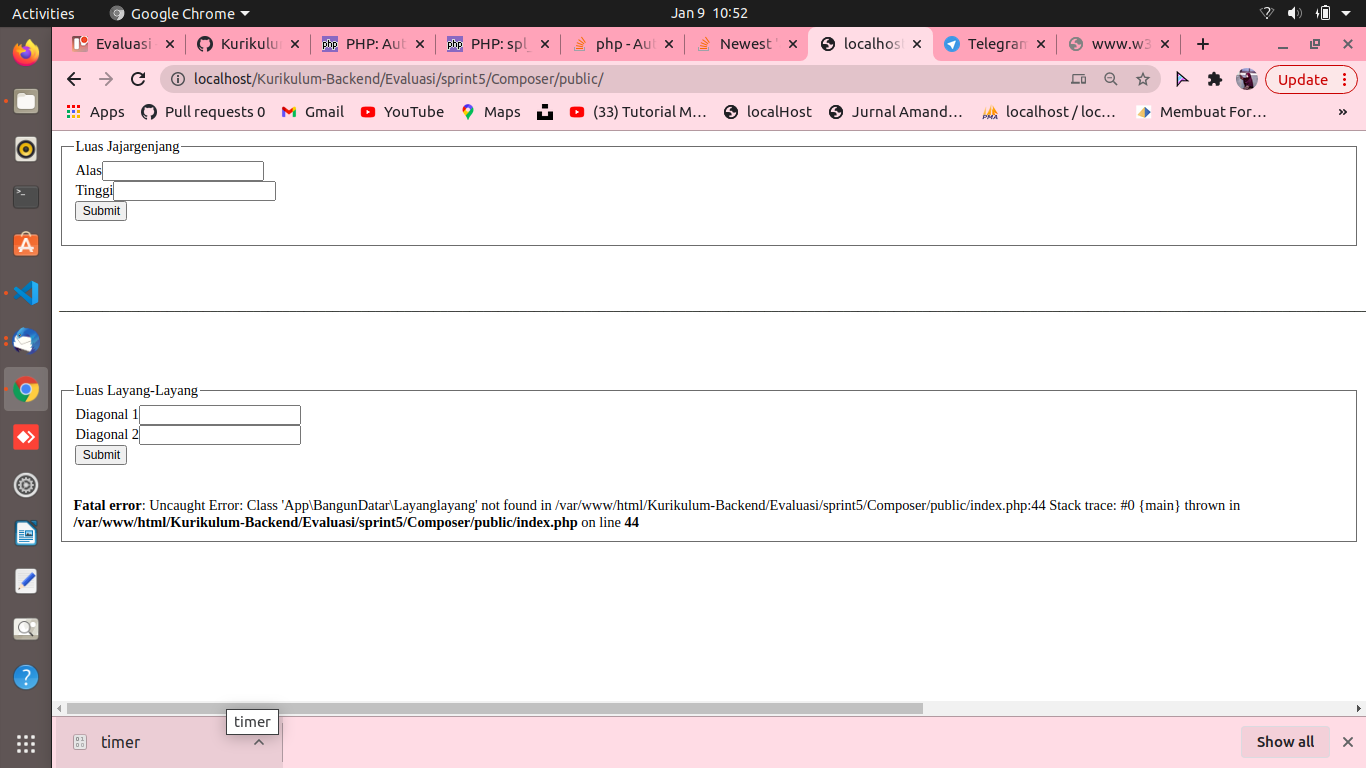 Activities
Google Chrome
Jan 9 10:52
Evaluasi
Kurikulu
PHP: Aut
PHP: spl_
php - Aut
Newest '
localhos
Telegram
www.w3
localhost/Kurikulum-Backend/Evaluasi/sprint5/Composer/public/
Update
Apps
Pull requests 0
Gmail
YouTube
Maps
(33) Tutorial M...
localHost
Jurnal Amand...
localhost / loc...
Membuat For...
»
Luas Jajargenjang
Alas
Tinggi
Submit
Luas Layang-Layang
Diagonal 1
Diagonal 2
Submit
Fatal error: Uncaught Error: Class 'App\BangunDatar\Layanglayang' not found in /var/www/html/Kurikulum-Backend/Evaluasi/sprint5/Composer/public/index.php:44 Stack trace: #0 {main} thrown in
/var/www/html/Kurikulum-Backend/Evaluasi/sprint5/Composer/public/index.php on line 44
timer
timer
Show all